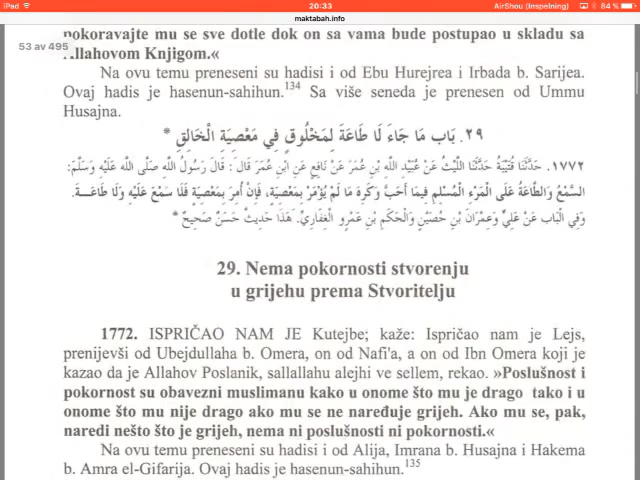 iPad
20:33
AirShou (Inspelning)
84 %
maktabah.info
pokoravajte mu se sve dotle dok on sa vama bude postupao u skladu sa
53 av 495
Allahovom Knjigom.«
Na ovu temu preneseni su hadisi i od Ebu Hurejrea i Irbada b. Sarijea.
Ovaj hadis je hasenun-sahihun.134 Sa više seneda je prenesen od Ummu
Husajna.
٢٩. بَاب مَا جَاءَ لَا طَاعَةَ لِمَخْلُوقٍ فِي مَعْصِيَةِ الْخَالِقِ *
١٧٧٢. حَدَّثَنَا قُتَيْبَةُ حَدَّثَنَا اللَّيْثُ عَنْ عُبَيْدِ اللهِ بْنِ عُمَرَ عَنْ نَافِعٍ عَنِ ابْنِ عُمَرَ قَالَ: قَالَ رَسُولُ اللهِ صَلَّى اللهُ عَلَيْهِ وَسَلَّمَ:
السَّمْعُ وَالطَّاعَةُ عَلَى الْمَرْءِ الْمُسْلِمِ فِيمَا أَحَبَّ وَكَرِهَ مَا لَمْ يُؤْمَرْ بِمَعْصِيَةٍ، فَإِنْ أُمِرَ بِمَعْصِيَةٍ فَلَا سَمْعَ عَلَيْهِ وَلَا طَاعَـــةَ.
وَفِي الْبَاب عَنْ عَلِيٍّ وَعِمْرَانَ بْنِ حُصَيْنٍ وَالْحَكَمِ بْنِ عَمْرٍو الْغِفَارِيِّ. هَذَا حَدِيثٌ حَسَنٌ صَحِيحٌ *
29. Nema pokornosti stvorenju
u grijehu prema Stvoritelju
1772. ISPRIČAO NAM JE Kutejbe; kaže: Ispričao nam je Lejs,
prenijevši od Ubejdullaha b. Omera, on od Nafi'a, a on od Ibn Omera koji je
kazao da je Allahov Poslanik, sallallahu alejhi ve sellem, rekao. »Poslušnost i
pokornost su obavezni muslimanu kako u onome što mu je drago tako i u
onome što mu nije drago ako mu se ne naređuje grijeh. Ako mu se, pak,
naredi nešto što je grijeh, nema ni poslušnosti ni pokornosti.«
Na ovu temu preneseni su hadisi i od Alija, Imrana b. Husajna i Hakema
b. Amra el-Gifarija. Ovaj hadis je hasenun-sahihun.135